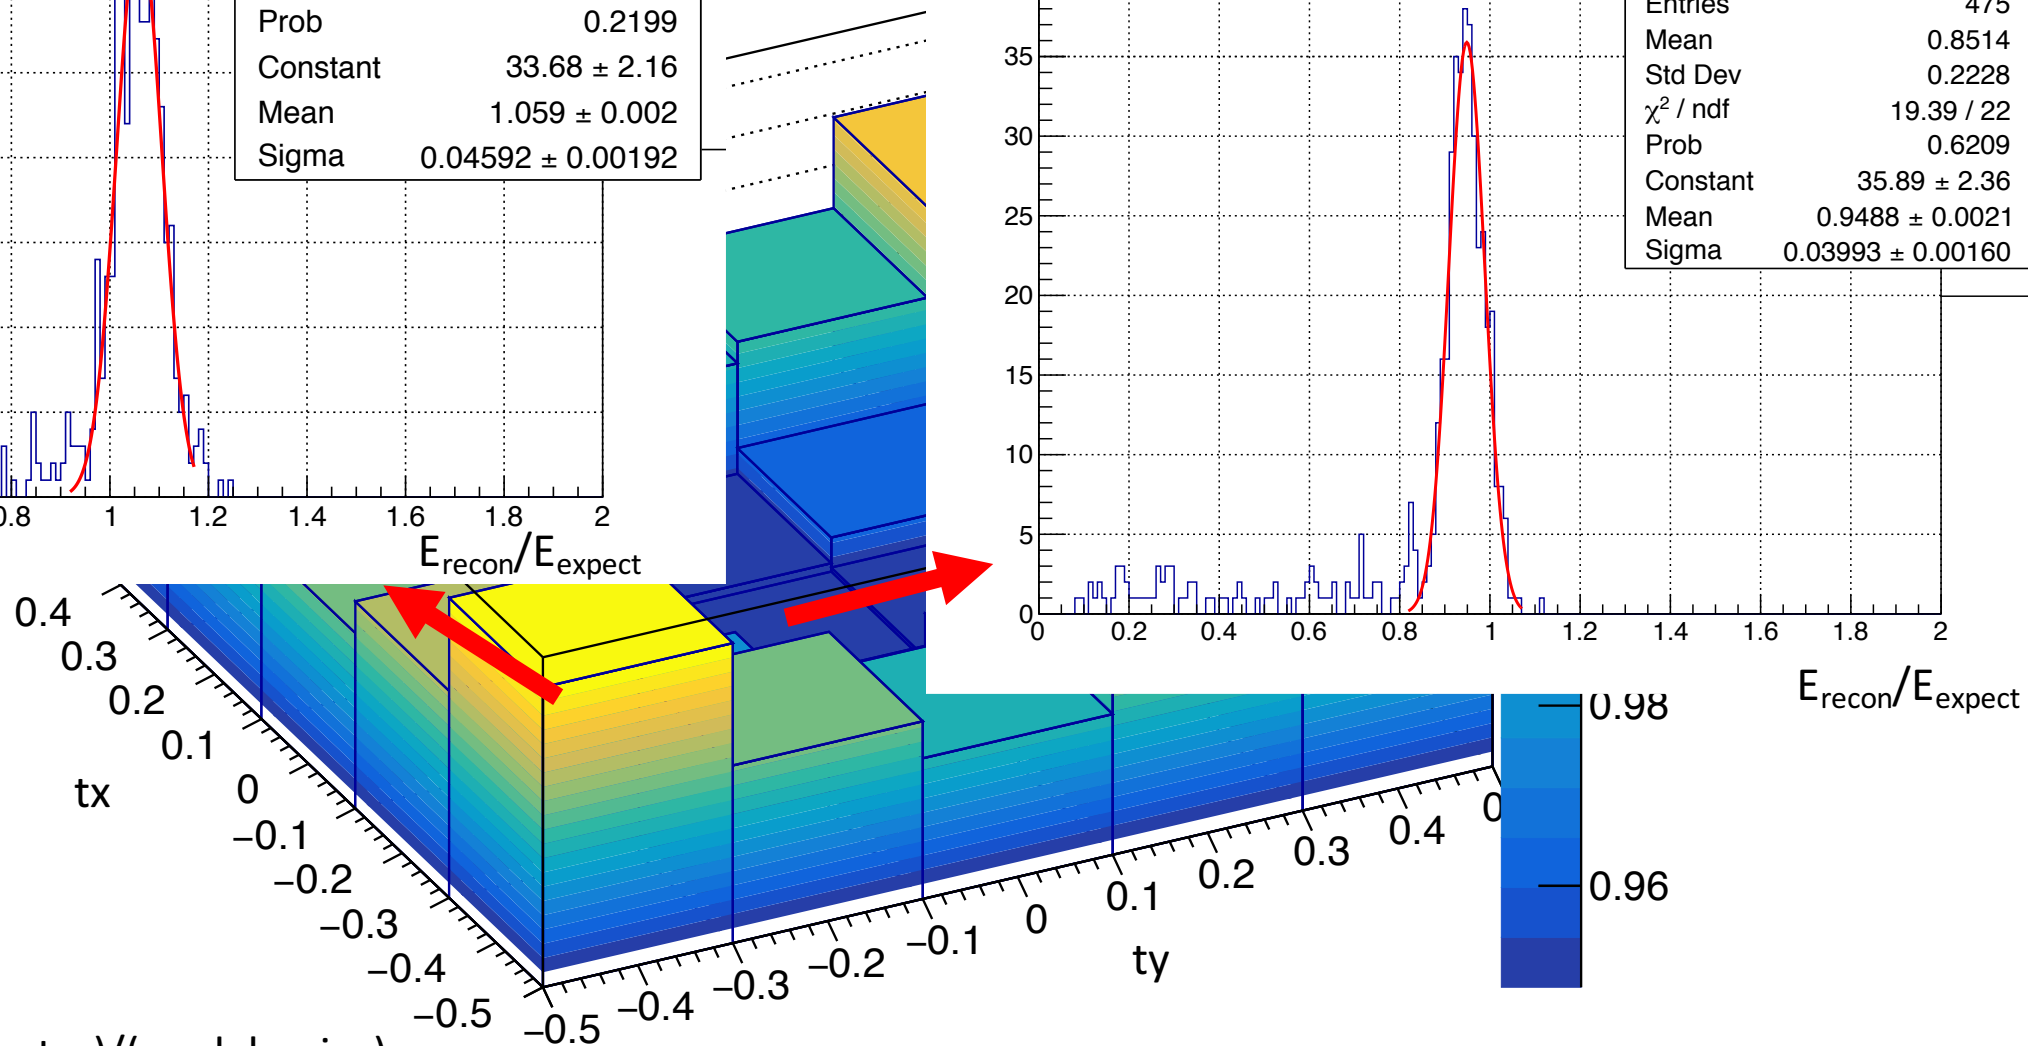 Prob 0.2199
Constant 33.68 ± 2.16
Mean 1.059 ± 0.002
Sigma 0.04592 ± 0.00192
0.8 1 1.2 1.4 1.6 1.8 2
E_recon/E_expect
Entries 475
Mean 0.8514
Std Dev 0.2228
χ² / ndf 19.39 / 22
Prob 0.6209
Constant 35.89 ± 2.36
Mean 0.9488 ± 0.0021
Sigma 0.03993 ± 0.00160
35
30
25
20
15
10
5
0
0 0.2 0.4 0.6 0.8 1 1.2 1.4 1.6 1.8 2
E_recon/E_expect
0.4
0.3
0.2
0.1
0
−0.1
−0.2
−0.3
−0.4
−0.5
tx
−0.5 −0.4 −0.3 −0.2 −0.1 0 0.1 0.2 0.3 0.4
ty
0.98
0.96